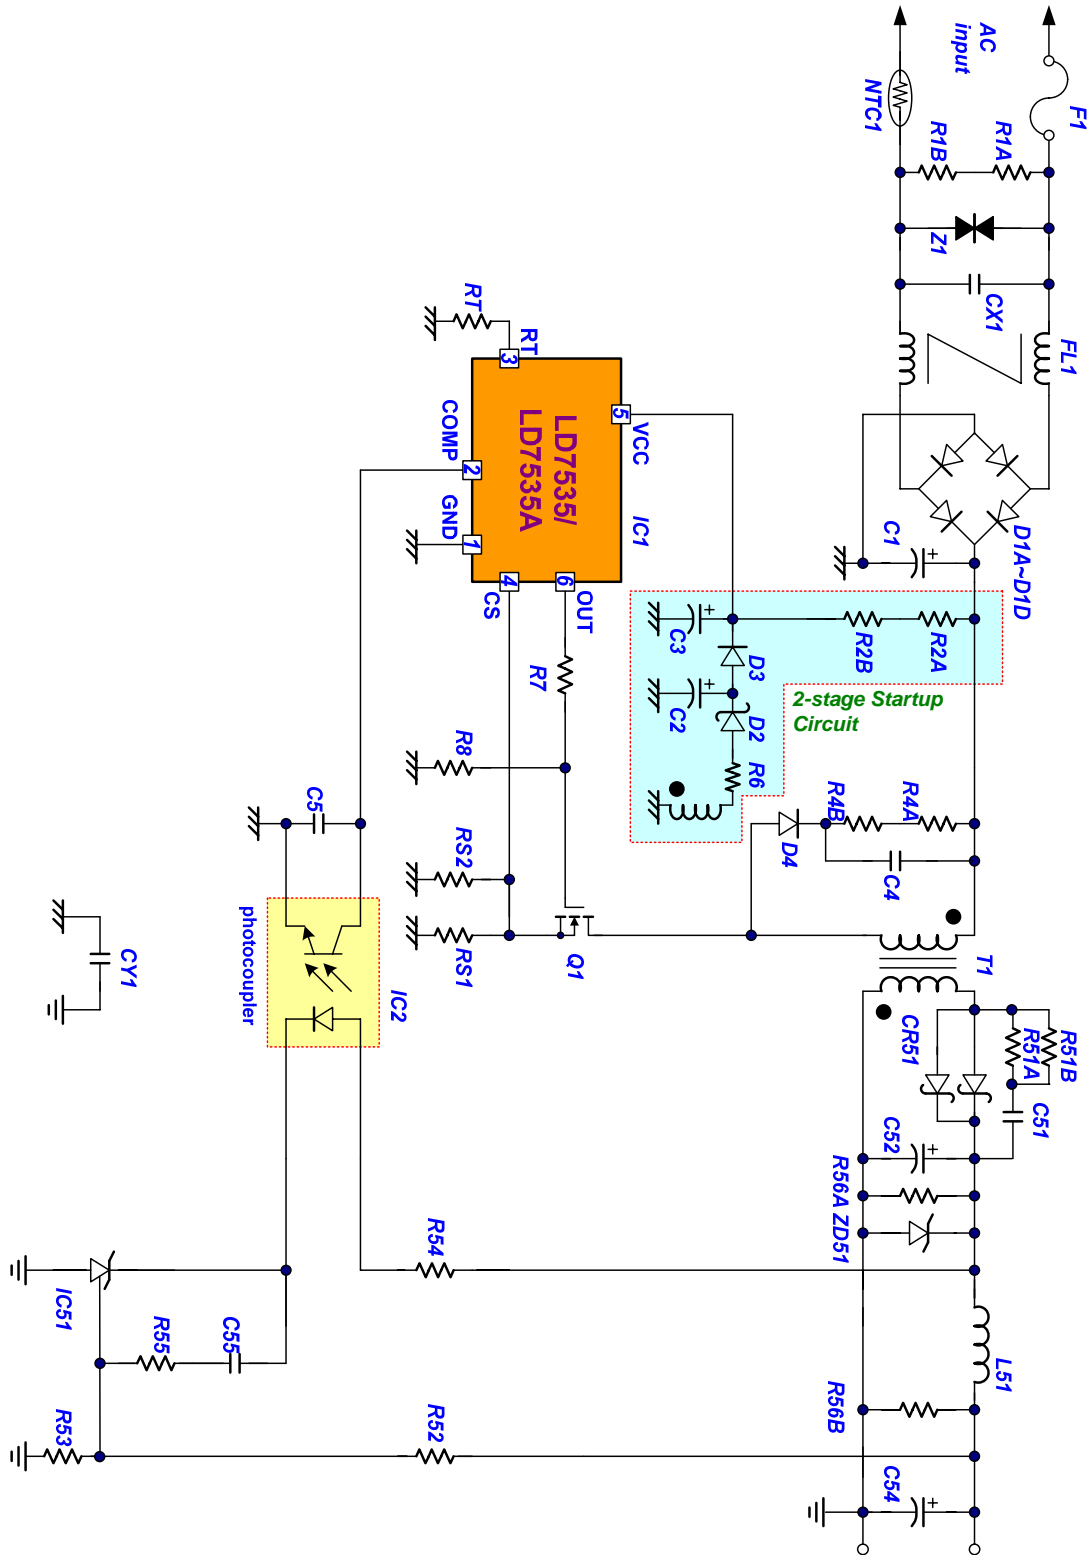 AC
input
F1
NTC1
R1A
R1B
Z1
CX1
FL1
D1A~D1D
C1
R2A
R2B
C3
D3
C2
D2
R6
2-stage Startup
Circuit
R4A
R4B
C4
D4
T1
R51B
R51A
CR51
C51
C52
R56A
ZD51
L51
R56B
C54
RT
RT
3
VCC
5
IC1
LD7535/
LD7535A
COMP
2
GND
1
CS
4
OUT
6
R7
R8
RS2
RS1
Q1
C5
photocoupler
IC2
CY1
R54
IC51
R55
C55
R53
R52
+
+
+
+
+